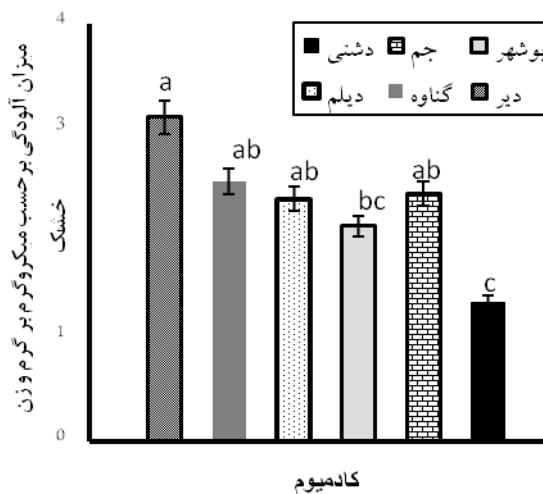 4
3
1
0
میزان آلودگی برحسب میکروگرم بر گرم وزن
خشک
بوشهر جم دشتی
دیر گناوه دیلم
a
ab
ab
bc
ab
c
کادمیوم